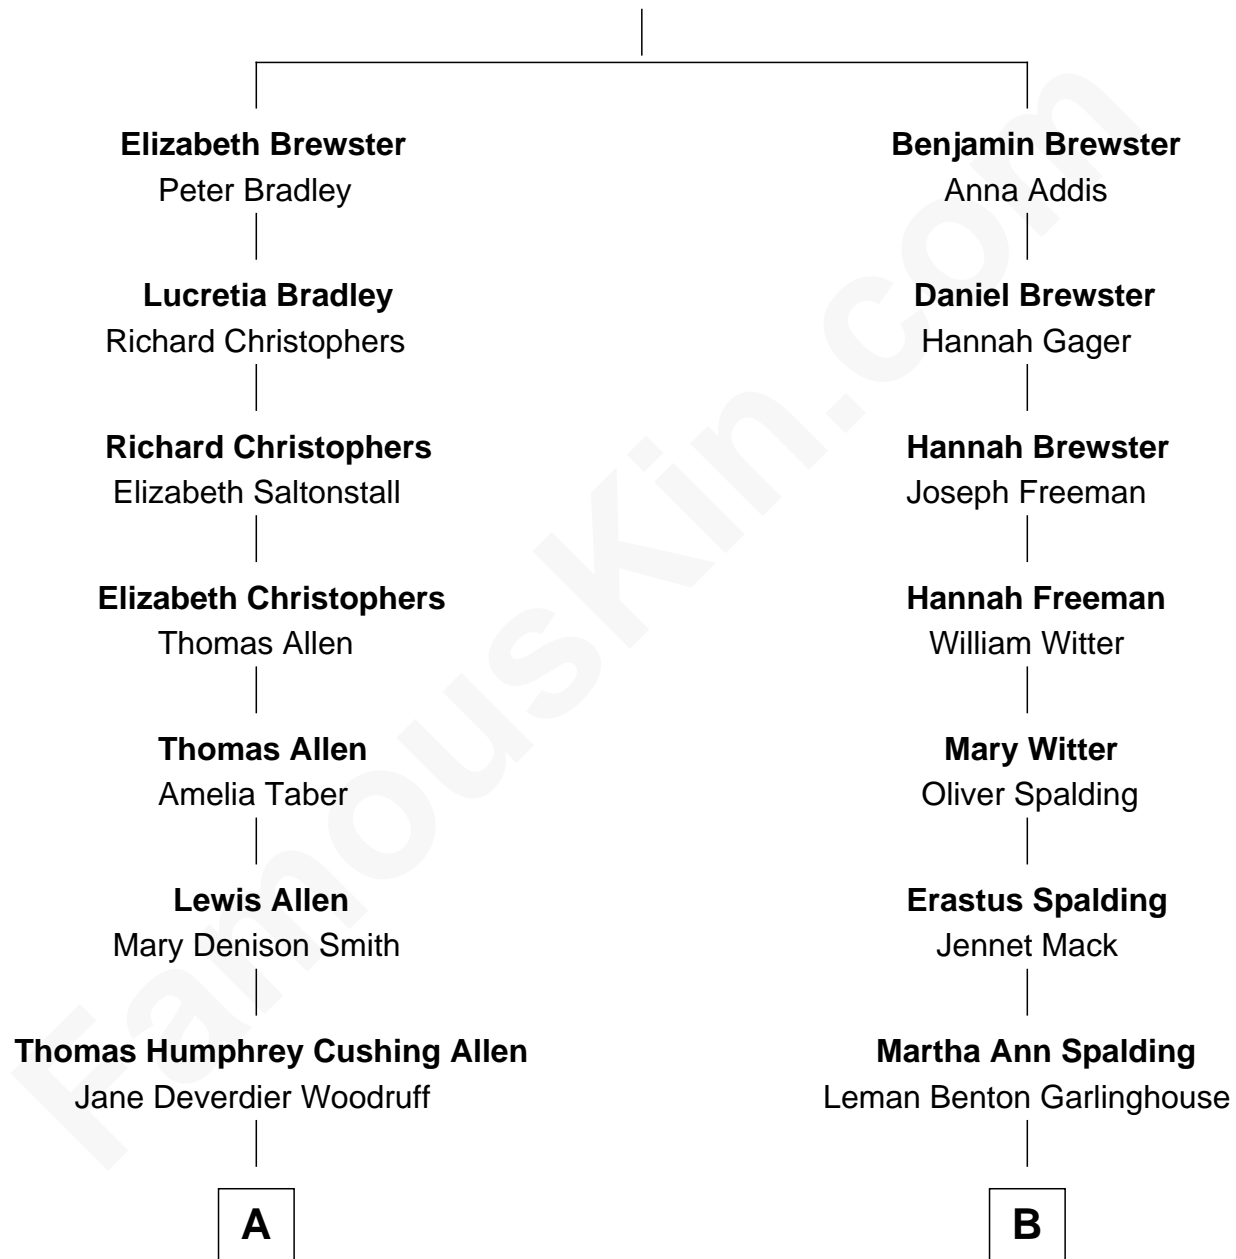 Elizabeth Brewster
Peter Bradley
Lucretia Bradley
Richard Christophers
Richard Christophers
Elizabeth Saltonstall
Elizabeth Christophers
Thomas Allen
Thomas Allen
Amelia Taber
Lewis Allen
Mary Denison Smith
Thomas Humphrey Cushing Allen
Jane Deverdier Woodruff
A
Benjamin Brewster
Anna Addis
Daniel Brewster
Hannah Gager
Hannah Brewster
Joseph Freeman
Hannah Freeman
William Witter
Mary Witter
Oliver Spalding
Erastus Spalding
Jennet Mack
Martha Ann Spalding
Leman Benton Garlinghouse
B
FamousKin.com